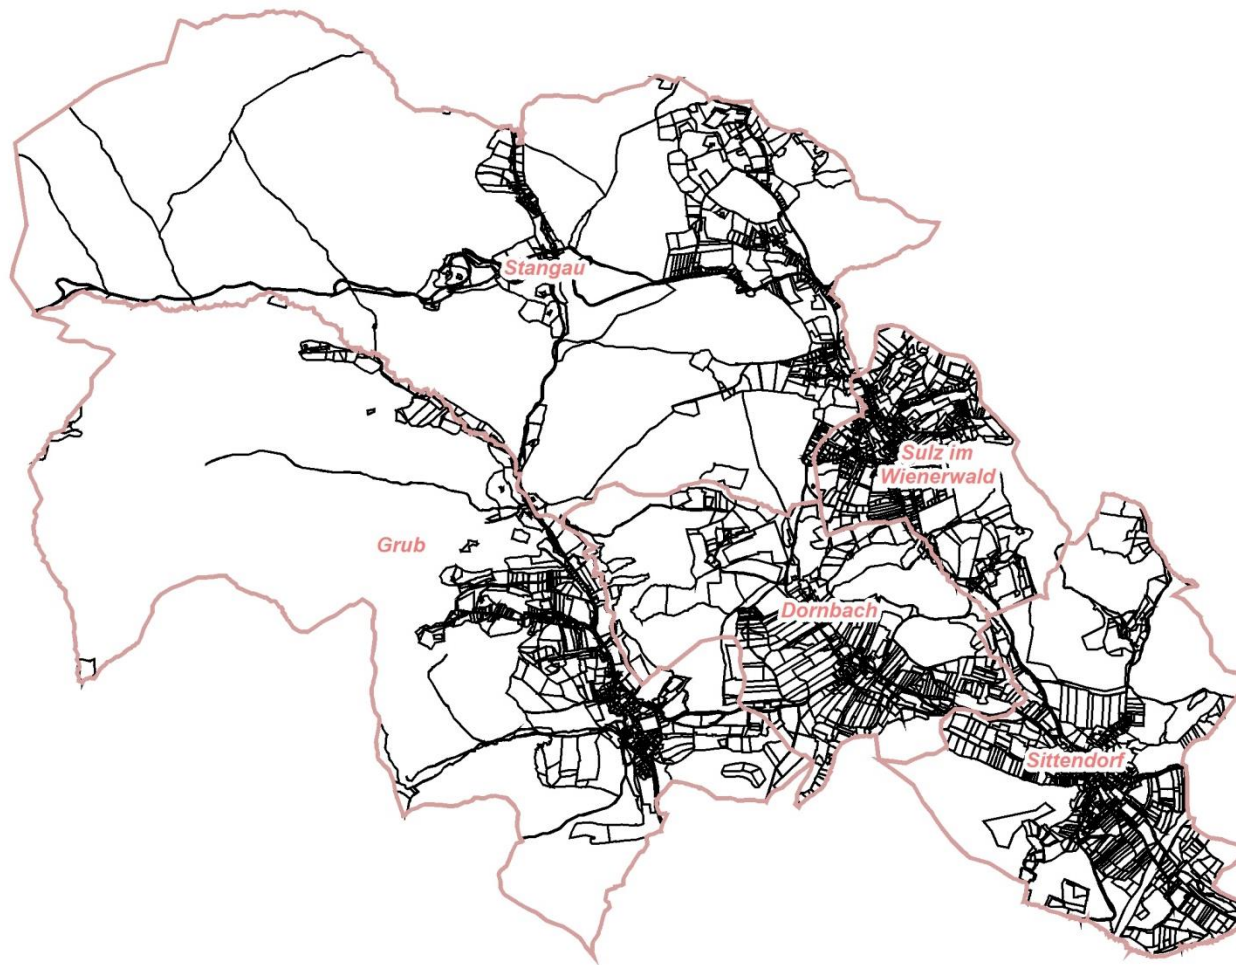 Stangau
Sulz im
Wienerwald
Grub
Dornbach
Sittendorf